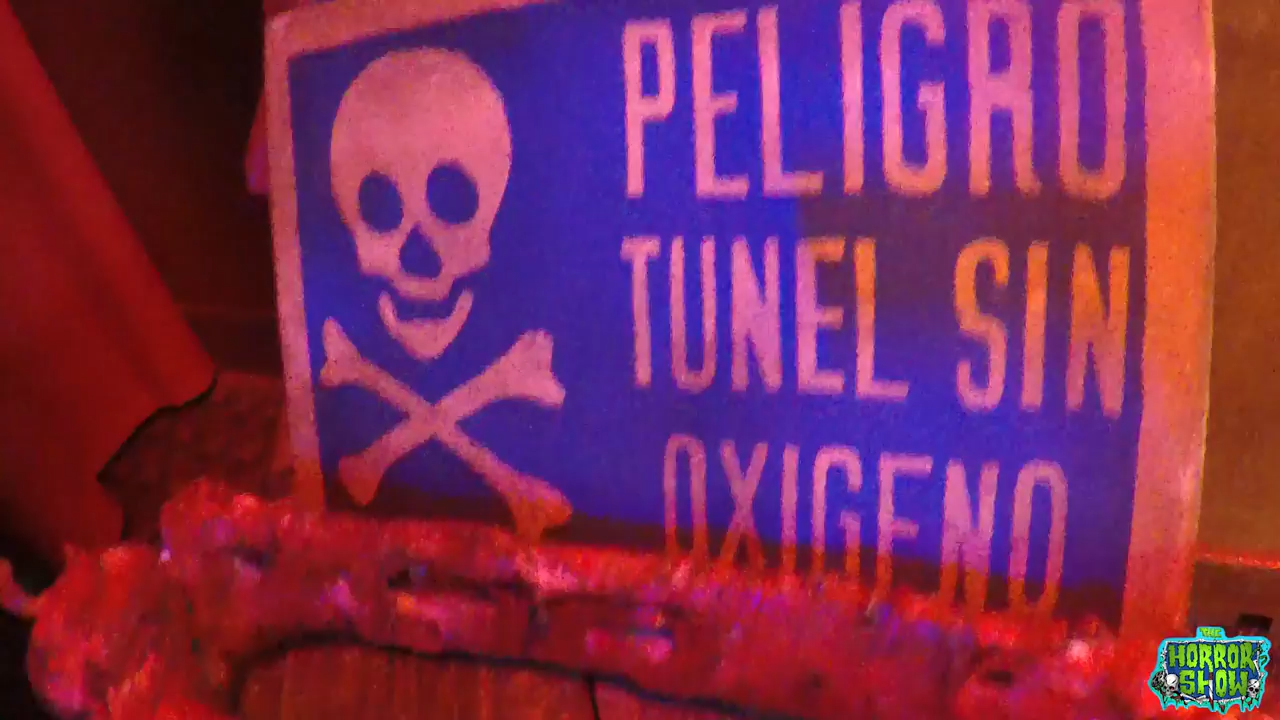 PELIGRO
TUNEL SIN
OXIGENO
THE
HORROR
SHOW